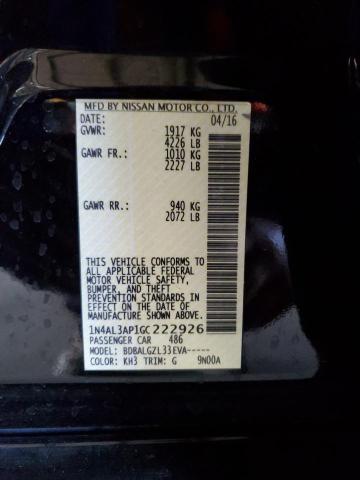 MFD BY NISSAN MOTOR CO., LTD.
DATE: 04/16
GVWR: 1917 KG
4226 LB
GAWR FR.: 1010 KG
2227 LB
GAWR RR.: 940 KG
2072 LB
THIS VEHICLE CONFORMS TO
ALL APPLICABLE FEDERAL
MOTOR VEHICLE SAFETY,
BUMPER, AND THEFT
PREVENTION STANDARDS IN
EFFECT ON THE DATE OF
MANUFACTURE SHOWN ABOVE.
1N4AL3AP1GC222926
PASSENGER CAR 486
MODEL: BDBALGZL33EVA-----
COLOR: KH3 TRIM: G 9N00A